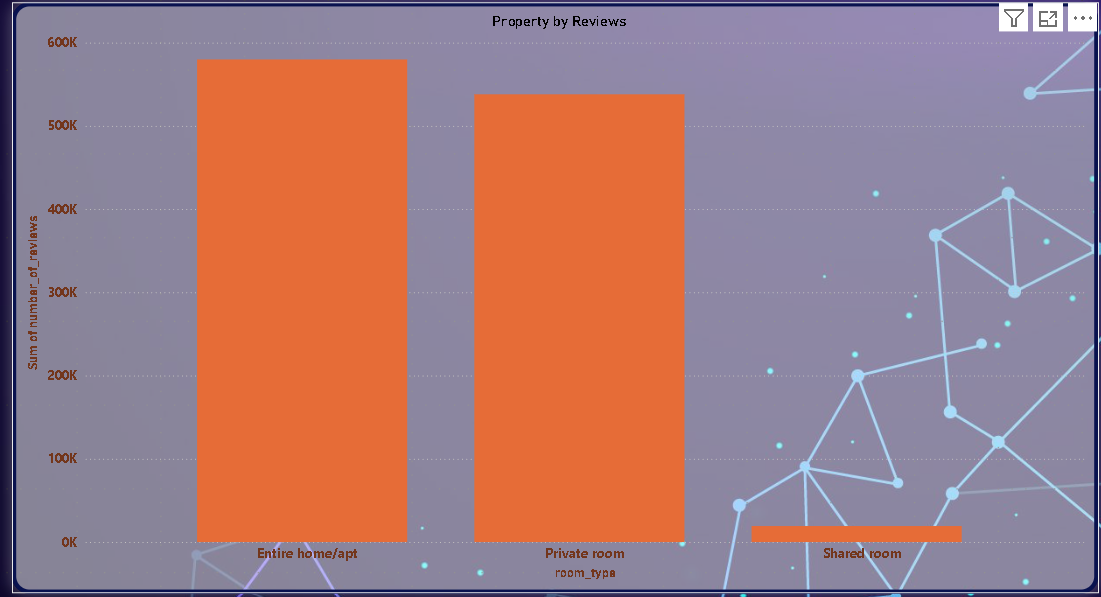 Property by Reviews
600K
500K
400K
300K
200K
100K
0K
Sum of number_of_reviews
Entire home/apt
Private room
Shared room
room_type